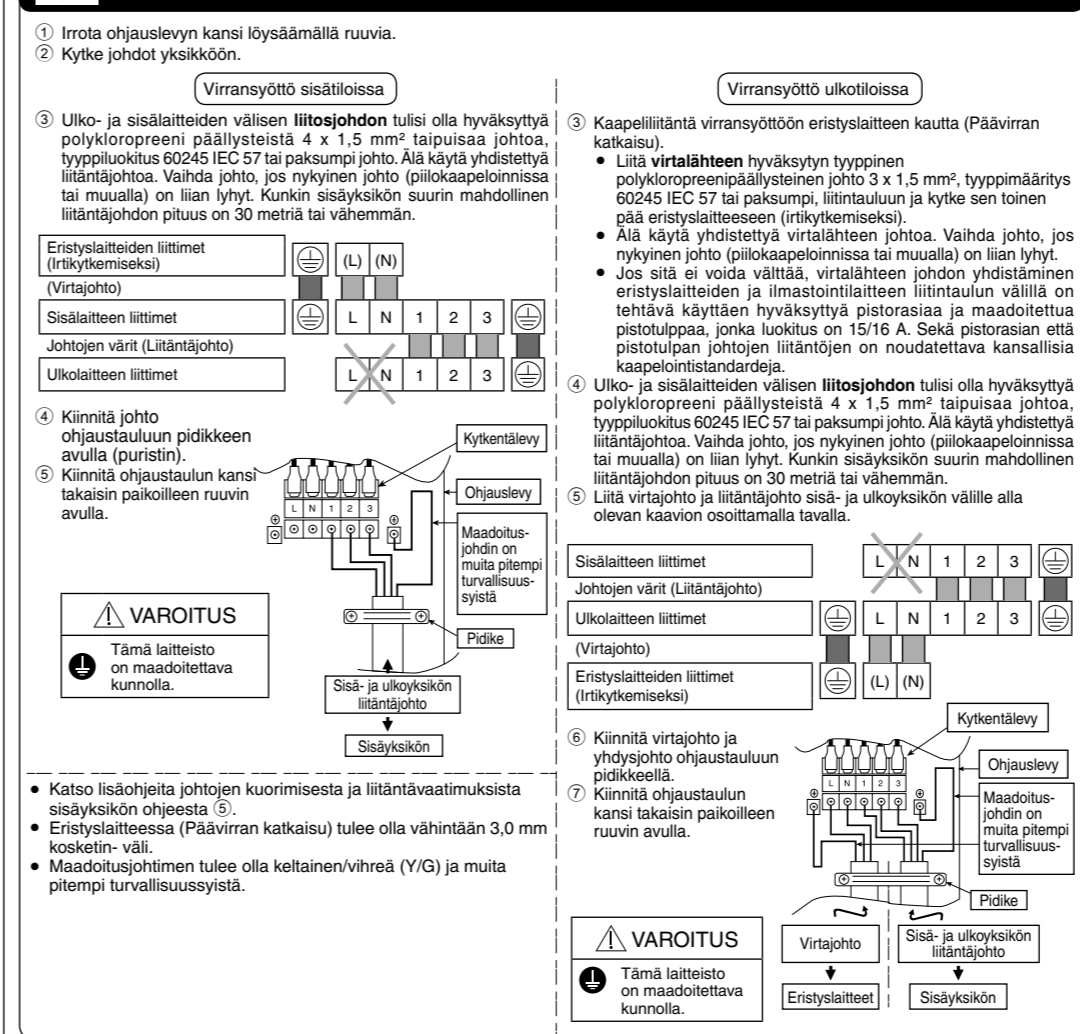 ① Irrota ohjauslevyn kansi löysäämällä ruuvia.
② Kytke johdot yksikköön.
Virransyöttö sisätiloissa
③ Ulko- ja sisälaitteiden välisen liitosjohdon tulisi olla hyväksyttyä
polykloropreeni päällysteistä 4 x 1,5 mm² taipuisaa johtoa,
tyyppiluokitus 60245 IEC 57 tai paksumpi johto. Älä käytä yhdistettyä
liitäntäjohtoa. Vaihda johto, jos nykyinen johto (piilokaapeloinnissa
tai muualla) on liian lyhyt. Kunkin sisäyksikön suurin mahdollinen
liitäntäjohdon pituus on 30 metriä tai vähemmän.
Eristyslaitteiden liittimet
(Irtikytkemiseksi)
(L) (N)
(Virtajohto)
Sisälaitteen liittimet
L N 1 2 3
Johtojen värit (Liitäntäjohto)
Ulkolaitteen liittimet
L N 1 2 3
④ Kiinnitä johto
ohjaustauluun pidikkeen
avulla (puristin).
⑤ Kiinnitä ohjaustaulun kansi
takaisin paikoilleen ruuvin
avulla.
Kytkentälevy
Ohjauslevy
L N 1 2 3
Maadoitus-
johdin on
muita pitempi
turvallisuus-
syistä
Pidike
Sisä- ja ulkoyksikön
liitäntäjohto
Sisäyksikön
VAROITUS
Tämä laitteisto
on maadoitettava
kunnolla.
• Katso lisäohjeita johtojen kuorimisesta ja liitäntävaatimuksista
sisäyksikön ohjeesta ⑤.
• Eristyslaitteessa (Päävirran katkaisu) tulee olla vähintään 3,0 mm
kosketin- väli.
• Maadoitusjohtimen tulee olla keltainen/vihreä (Y/G) ja muita
pitempi turvallisuussyistä.
Virransyöttö ulkotiloissa
③ Kaapeliliitäntä virransyöttöön eristyslaitteen kautta (Päävirran
katkaisu).
• Liitä virtalähteen hyväksytyn tyyppinen
polykloropreenipäällysteinen johto 3 x 1,5 mm², tyyppimääritys
60245 IEC 57 tai paksumpi, liitintauluun ja kytke sen toinen
pää eristyslaitteeseen (irtikytkemiseksi).
• Älä käytä yhdistettyä virtalähteen johtoa. Vaihda johto, jos
nykyinen johto (piilokaapeloinnissa tai muualla) on liian lyhyt.
• Jos sitä ei voida välttää, virtalähteen johdon yhdistäminen
eristyslaitteiden ja ilmastointilaitteen liitintaulun välillä on
tehtävä käyttäen hyväksyttyä pistorasiaa ja maadoitettua
pistotulppaa, jonka luokitus on 15/16 A. Sekä pistorasian että
pistotulpan johtojen liitäntöjen on noudatettava kansallisia
kaapelointistandardeja.
④ Ulko- ja sisälaitteiden välisen liitosjohdon tulisi olla hyväksyttyä
polykloropreeni päällysteistä 4 x 1,5 mm² taipuisaa johtoa,
tyyppiluokitus 60245 IEC 57 tai paksumpi johto. Älä käytä yhdistettyä
liitäntäjohtoa. Vaihda johto, jos nykyinen johto (piilokaapeloinnissa
tai muualla) on liian lyhyt. Kunkin sisäyksikön suurin mahdollinen
liitäntäjohdon pituus on 30 metriä tai vähemmän.
⑤ Liitä virtajohto ja liitäntäjohto sisä- ja ulkoyksikön välille alla
olevan kaavion osoittamalla tavalla.
Sisälaitteen liittimet
L N 1 2 3
Johtojen värit (Liitäntäjohto)
Ulkolaitteen liittimet
L N 1 2 3
(Virtajohto)
Eristyslaitteiden liittimet
(Irtikytkemiseksi)
(L) (N)
⑥ Kiinnitä virtajohto ja
yhdysjohto ohjaustauluun
pidikkeellä.
⑦ Kiinnitä ohjaustaulun
kansi takaisin paikoilleen
ruuvin avulla.
Kytkentälevy
Ohjauslevy
L N 1 2 3
Maadoitus-
johdin on
muita pitempi
turvallisuus-
syistä
Pidike
Virtajohto
Sisä- ja ulkoyksikön
liitäntäjohto
Eristyslaitteet
Sisäyksikön
VAROITUS
Tämä laitteisto
on maadoitettava
kunnolla.